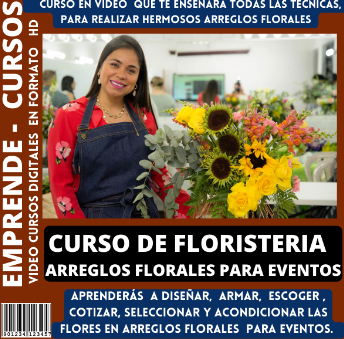 CURSO EN VIDEO QUE TE ENSEÑARA TODAS LAS TECNICAS,
PARA REALIZAR HERMOSOS ARREGLOS FLORALES
EMPRENDE - CURSOS
VIDEO CURSOS DIGITALES EN FORMATO HD
CURSO DE FLORISTERIA
ARREGLOS FLORALES PARA EVENTOS
APRENDERÁS A DISEÑAR, ARMAR, ESCOGER ,
COTIZAR, SELECCIONAR Y ACONDICIONAR LAS
FLORES EN ARREGLOS FLORALES PARA EVENTOS.